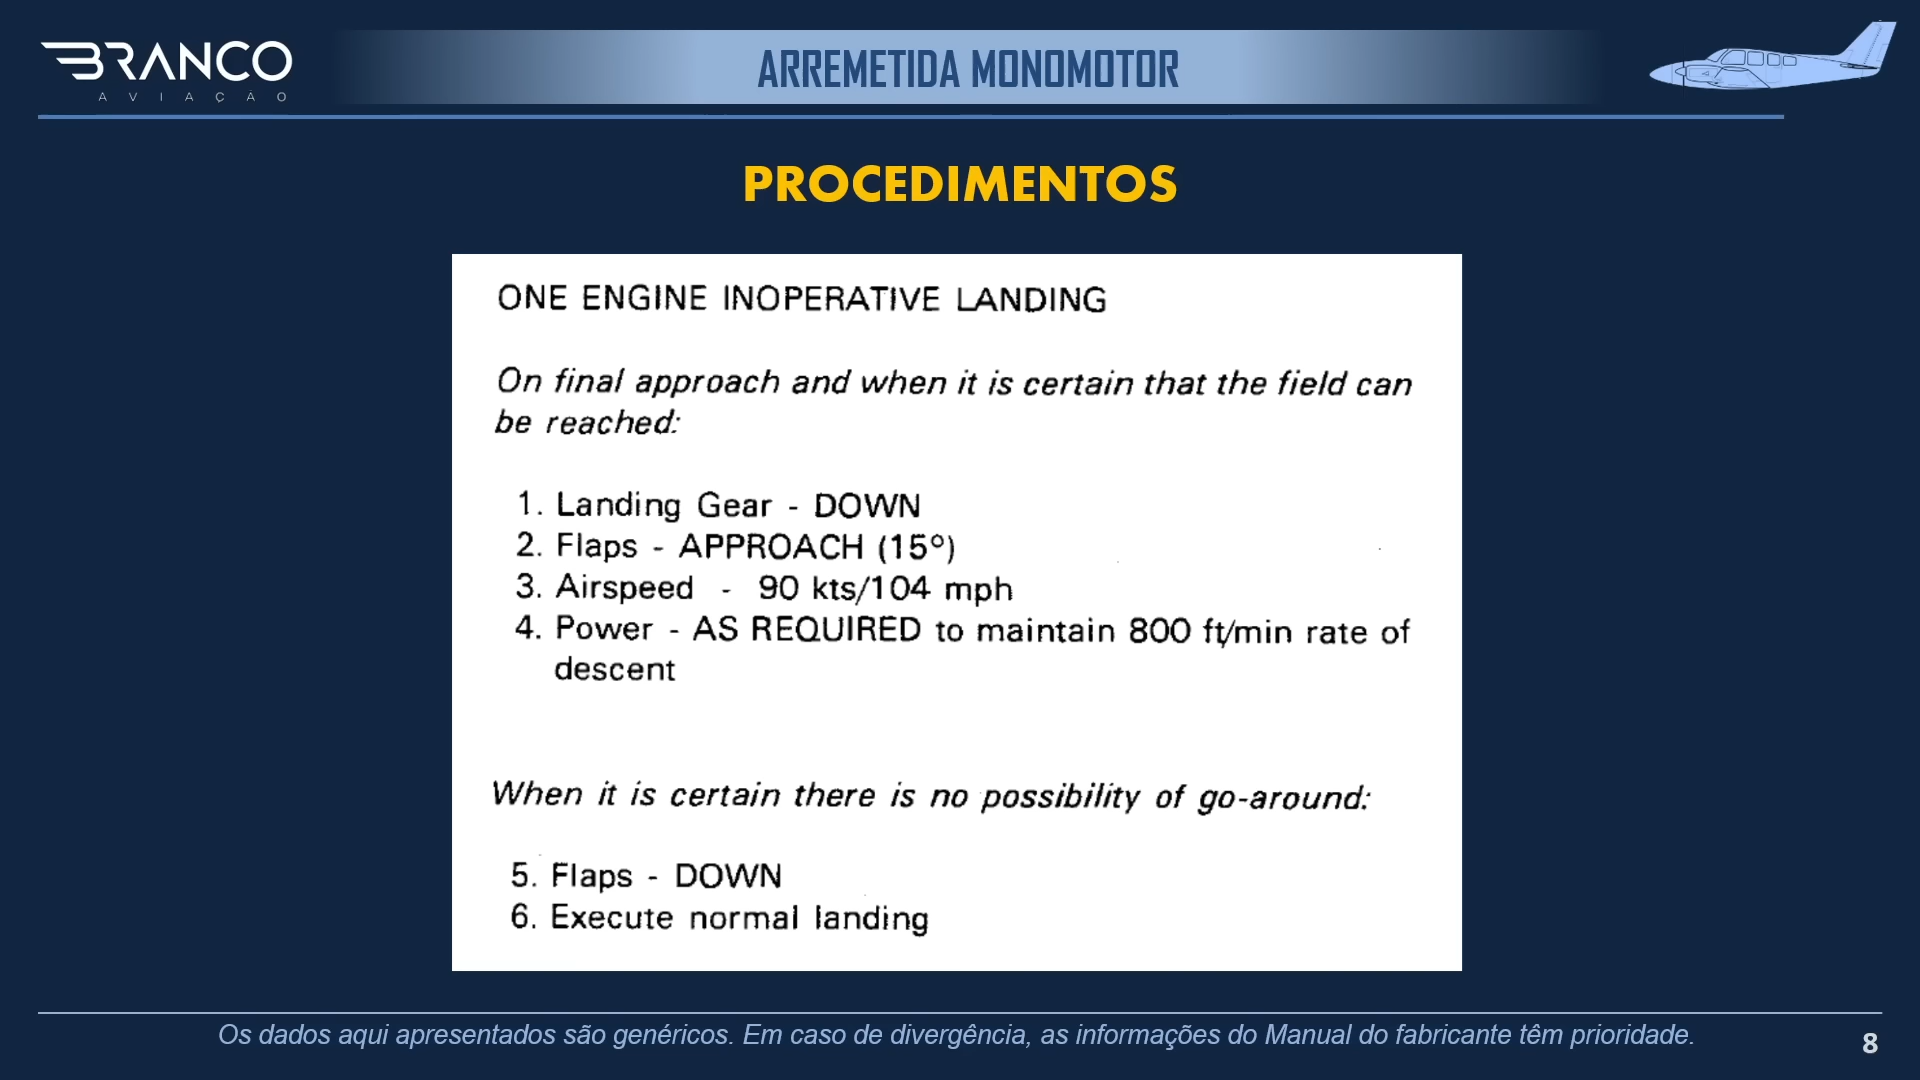 BRANCO
AVIAÇÃO
ARREMETIDA MONOMOTOR
PROCEDIMENTOS
ONE ENGINE INOPERATIVE LANDING
On final approach and when it is certain that the field can
be reached:
1. Landing Gear - DOWN
2. Flaps - APPROACH (15º)
3. Airspeed - 90 kts/104 mph
4. Power - AS REQUIRED to maintain 800 ft/min rate of
descent
When it is certain there is no possibility of go-around:
5. Flaps - DOWN
6. Execute normal landing
Os dados aqui apresentados são genéricos. Em caso de divergência, as informações do Manual do fabricante têm prioridade.
8